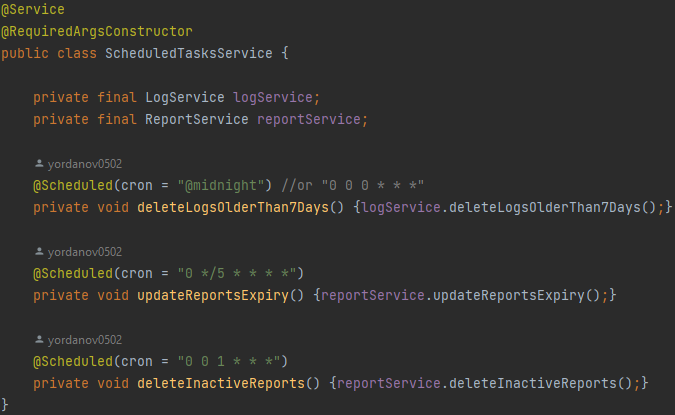 @Service
@RequiredArgsConstructor
public class ScheduledTasksService {
private final LogService logService;
private final ReportService reportService;
yordanov0502
@Scheduled(cron = "@midnight") //or "0 0 0 * * *"
private void deleteLogsOlderThan7Days() {logService.deleteLogsOlderThan7Days();}
yordanov0502
@Scheduled(cron = "0 */5 * * * *")
private void updateReportsExpiry() {reportService.updateReportsExpiry();}
yordanov0502
@Scheduled(cron = "0 0 1 * * *")
private void deleteInactiveReports() {reportService.deleteInactiveReports();}
}